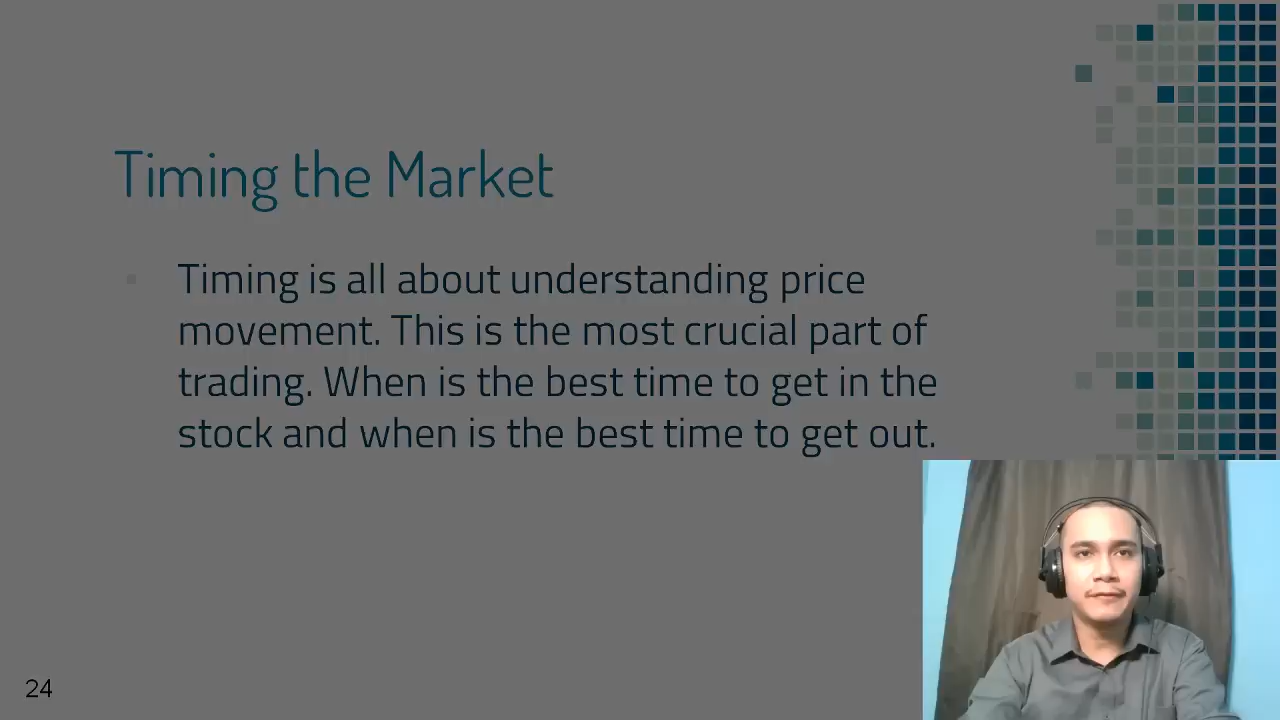 Timing the Market
Timing is all about understanding price
movement. This is the most crucial part of
trading. When is the best time to get in the
stock and when is the best time to get out.
24